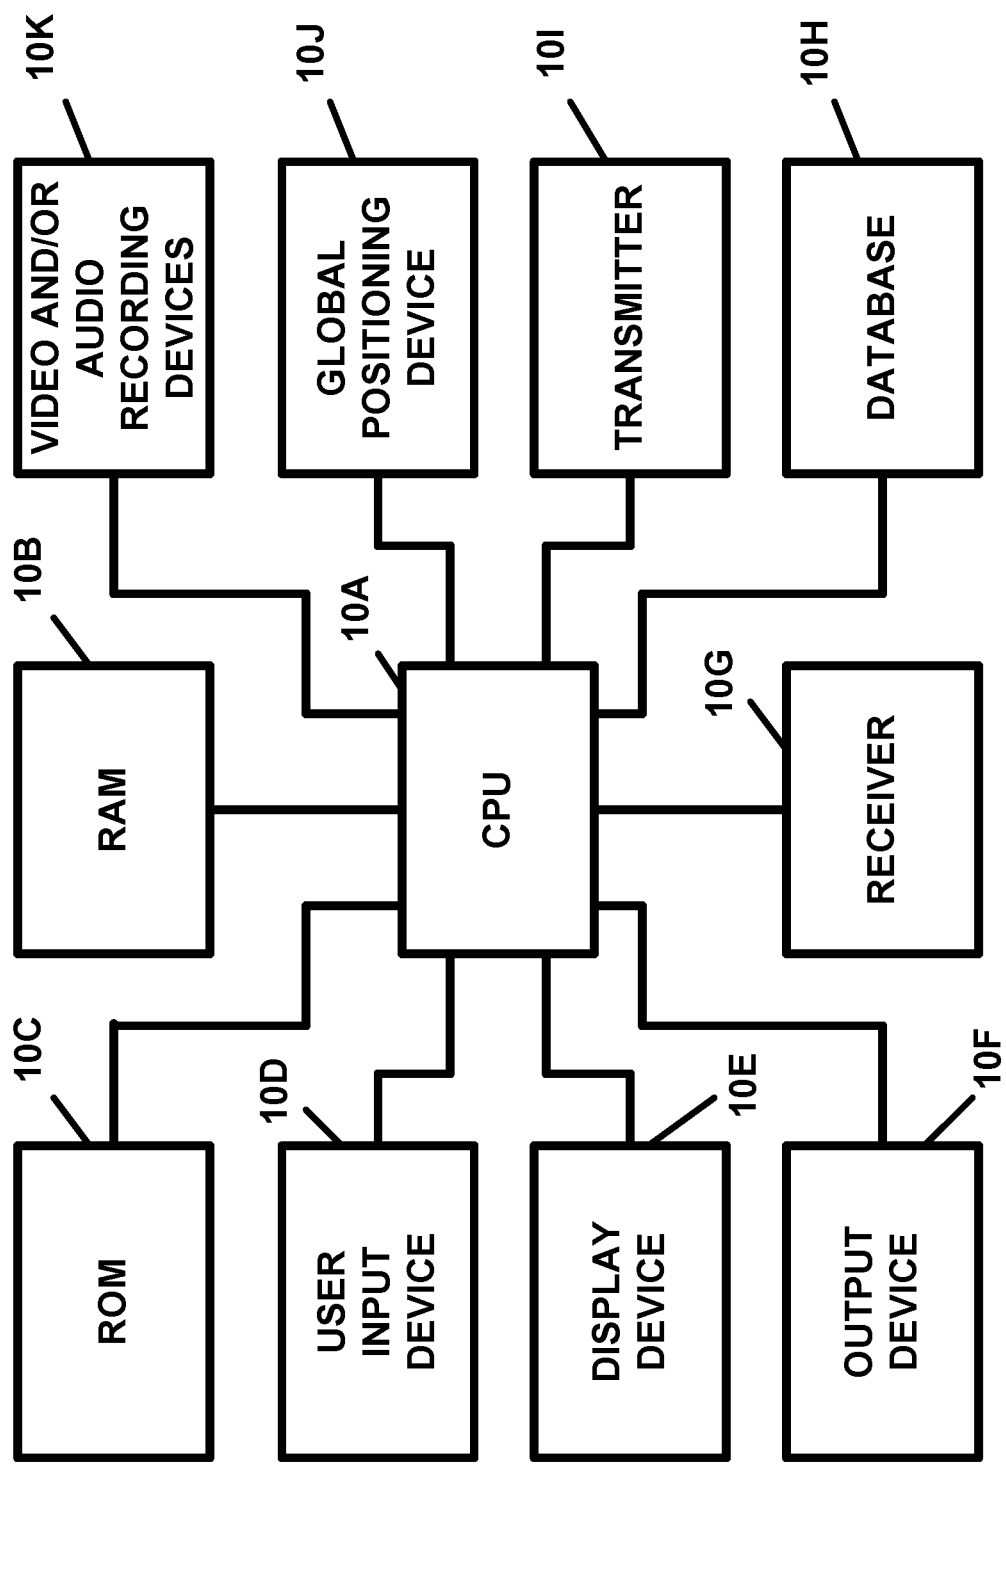 10C
ROM
10B
RAM
10K
VIDEO AND/OR
AUDIO
RECORDING
DEVICES
10D
USER
INPUT
DEVICE
10A
CPU
10J
GLOBAL
POSITIONING
DEVICE
10E
DISPLAY
DEVICE
10I
TRANSMITTER
10F
OUTPUT
DEVICE
10G
RECEIVER
10H
DATABASE